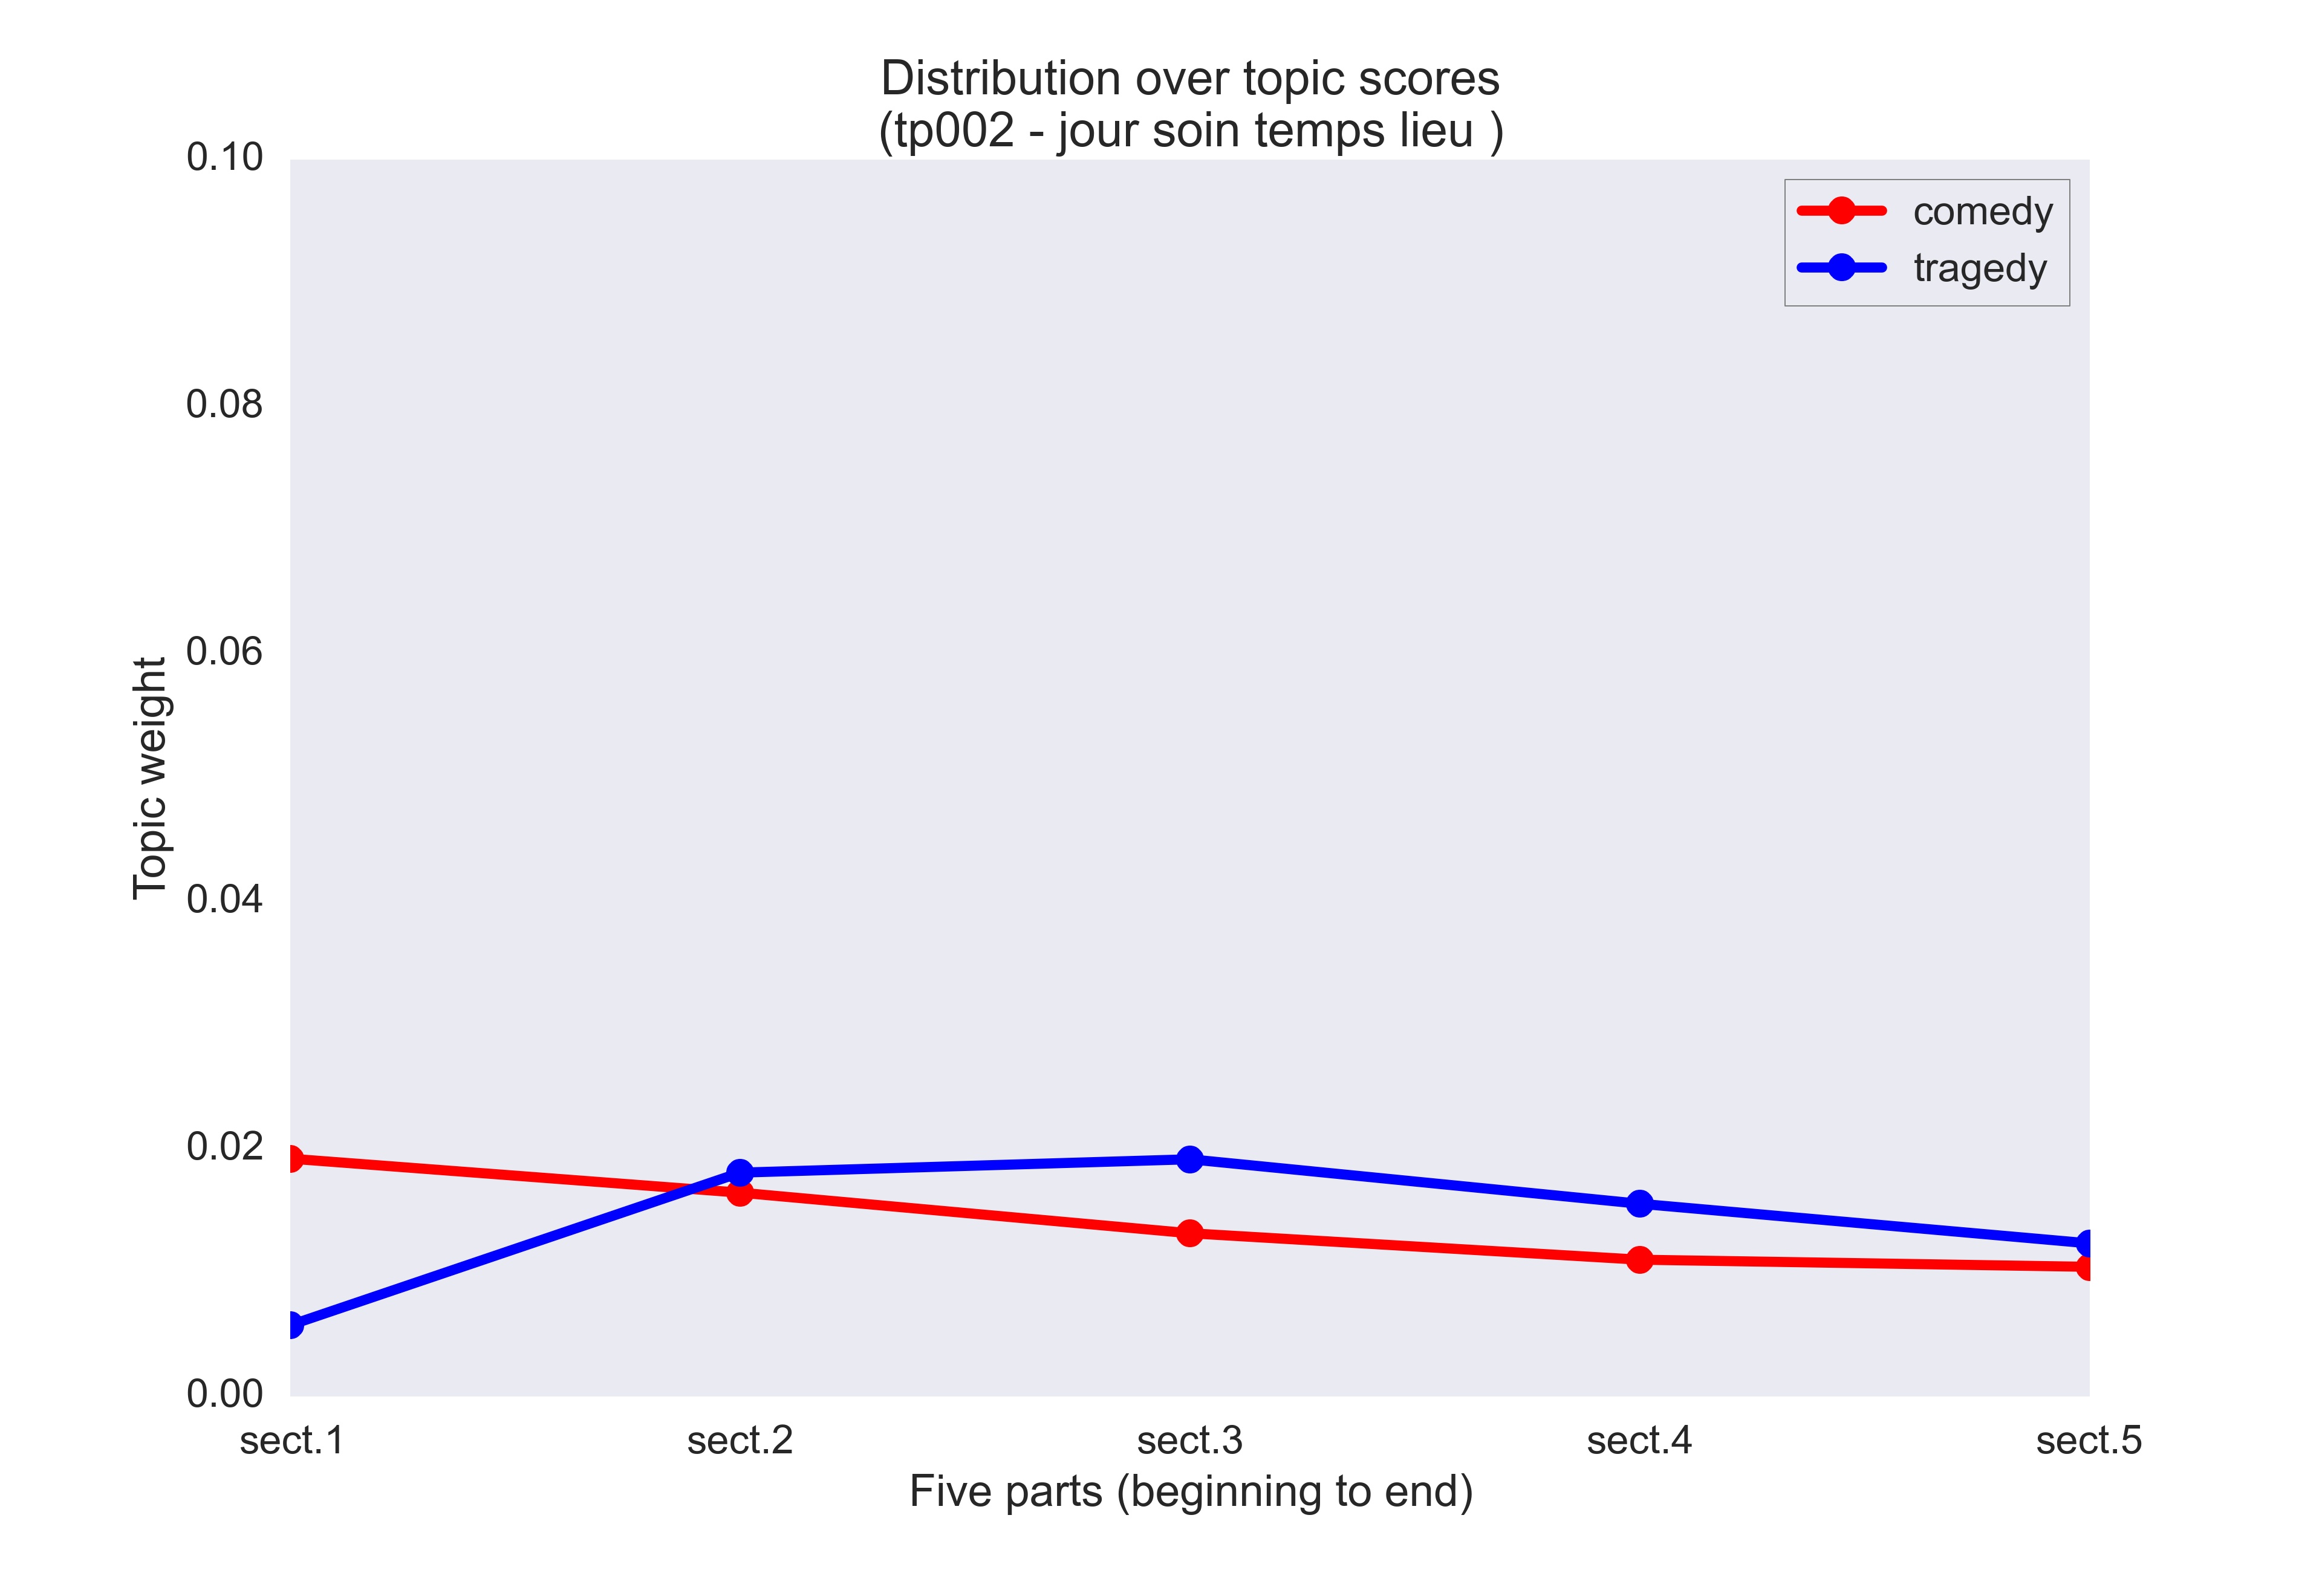 Distribution over topic scores
(tp002 - jour soin temps lieu )
0.10
0.08
0.06
0.04
0.02
0.00
Topic weight
comedy
tragedy
sect.1 sect.2 sect.3 sect.4 sect.5
Five parts (beginning to end)